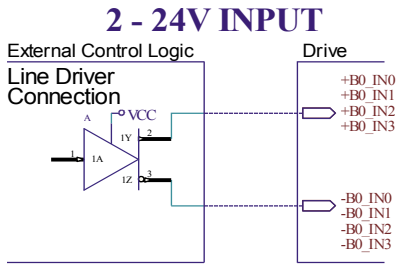 2 - 24V INPUT
External Control Logic
Drive
Line Driver
Connection
A
VCC
1
1A
1Y
2
1Z
3
+B0_IN0
+B0_IN1
+B0_IN2
+B0_IN3
-B0_IN0
-B0_IN1
-B0_IN2
-B0_IN3